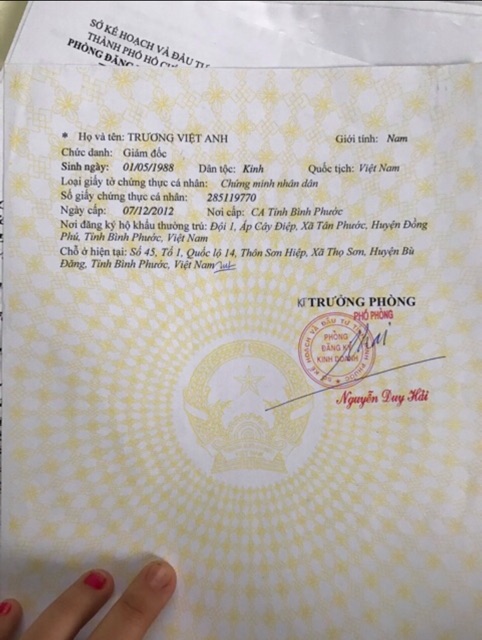 SỞ KẾ HOẠCH VÀ ĐẦU TƯ
THÀNH PHỐ HỒ CHÍ
PHÒNG ĐĂNG
* Họ và tên: TRƯƠNG VIỆT ANH Giới tính: Nam
Chức danh: Giám đốc
Sinh ngày: 01/05/1988 Dân tộc: Kinh Quốc tịch: Việt Nam
Loại giấy tờ chứng thực cá nhân: Chứng minh nhân dân
Số giấy chứng thực cá nhân: 285119770
Ngày cấp: 07/12/2012 Nơi cấp: CA Tỉnh Bình Phước
Nơi đăng ký hộ khẩu thường trú: Đội 1, Ấp Cây Điệp, Xã Tân Phước, Huyện Đồng
Phú, Tỉnh Bình Phước, Việt Nam
Chỗ ở hiện tại: Số 45, Tổ 1, Quốc lộ 14, Thôn Sơn Hiệp, Xã Thọ Sơn, Huyện Bù
Đăng, Tỉnh Bình Phước, Việt Nam
KT TRƯỞNG PHÒNG
PHÓ PHÒNG
PHÒNG
ĐĂNG KÝ
KINH DOANH
Nguyễn Duy Hải